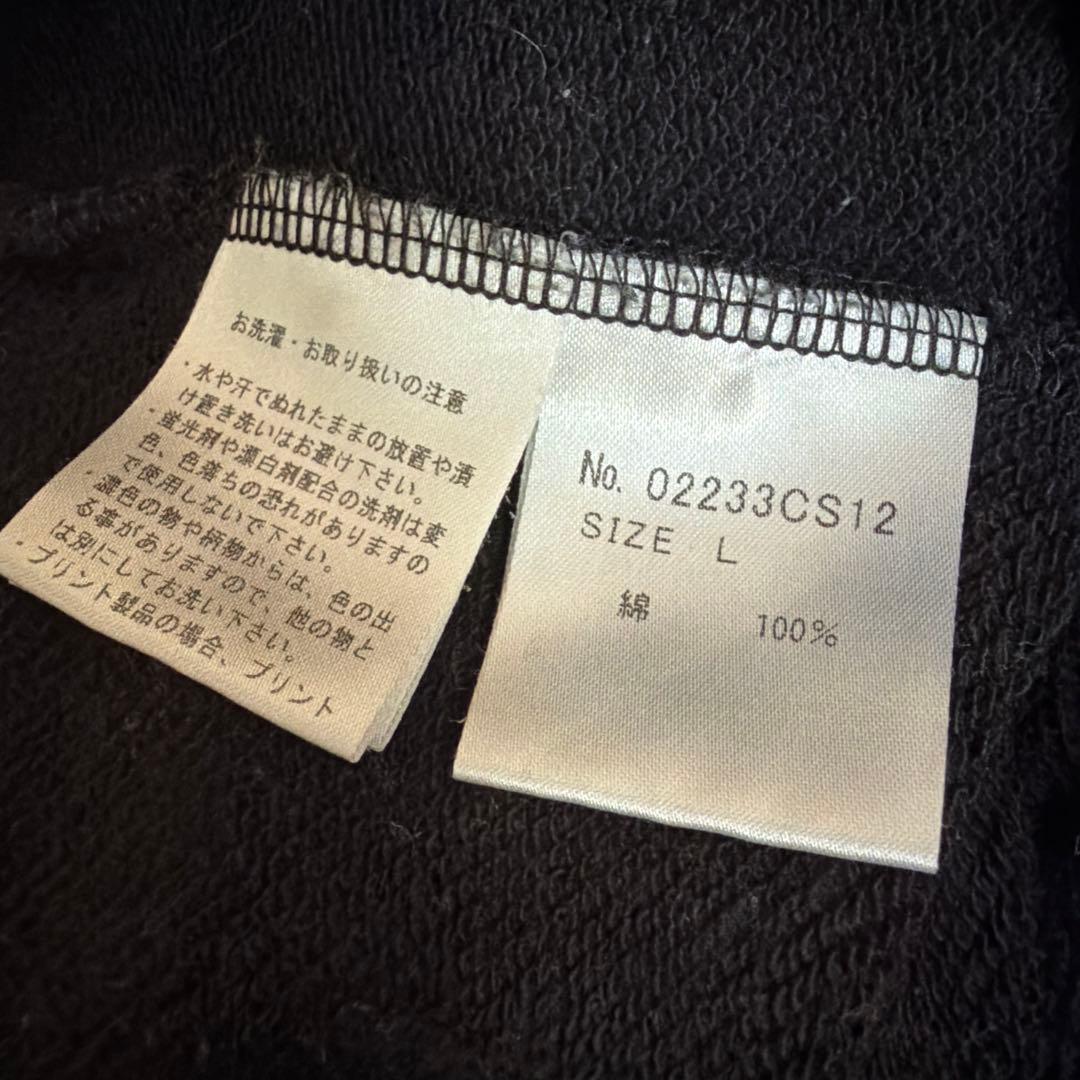 お洗濯・お取り扱いの注意
・水や汗でぬれたままの放置や漬
け置き洗いはお避け下さい。
・蛍光剤や漂白剤配合の洗剤は変
色、色落ちの恐れがありますの
で使用しないで下さい。
・濃色の物や柄物からは、色の出
る事がありますので、他の物と
は別にしてお洗い下さい。
・プリント製品の場合、プリント
No. 02233CS12
SIZE L
綿 100%